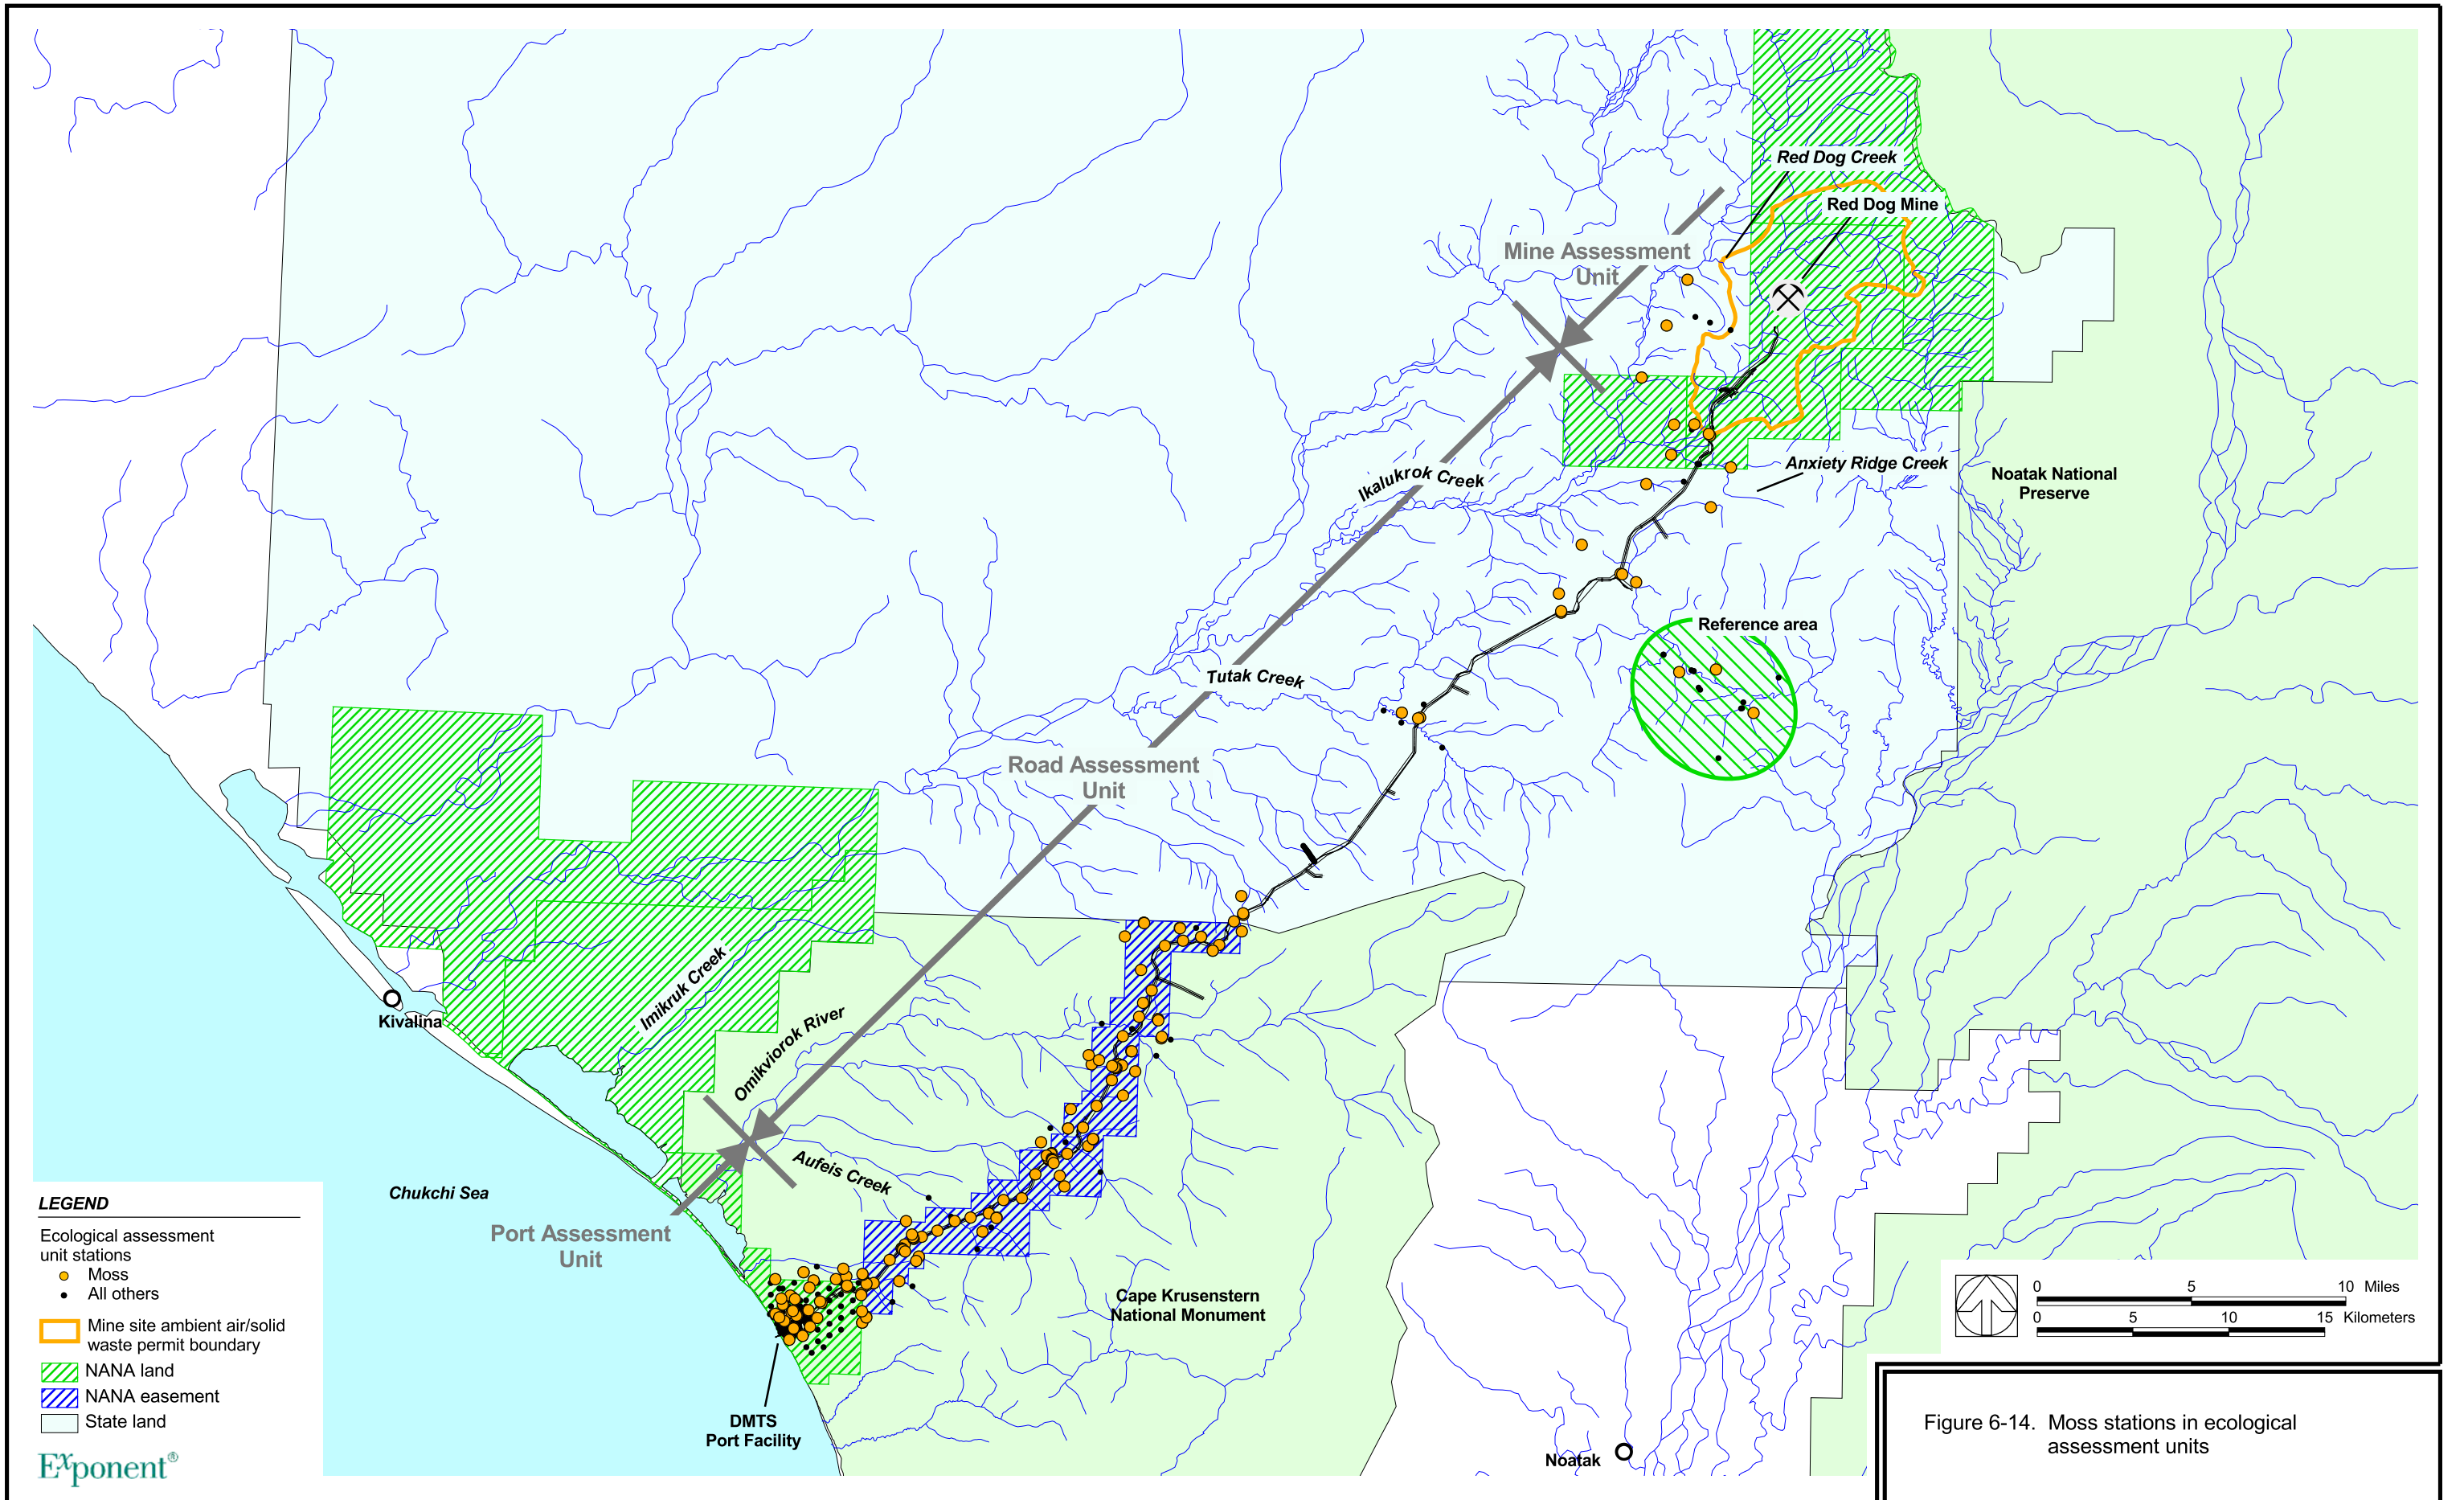 Red Dog Creek
Red Dog Mine
Mine Assessment
Unit
Anxiety Ridge Creek
Noatak National
Preserve
Ikalukrok Creek
Reference area
Tutak Creek
Road Assessment
Unit
Imikruk Creek
Kivalina
Omikviorok River
Aufeis Creek
Chukchi Sea
Port Assessment
Unit
Cape Krusenstern
National Monument
DMTS
Port Facility
Noatak
LEGEND
Ecological assessment
unit stations
Moss
All others
Mine site ambient air/solid
waste permit boundary
NANA land
NANA easement
State land
Exponent®
0 5 10 Miles
0 5 10 15 Kilometers
Figure 6-14. Moss stations in ecological
assessment units